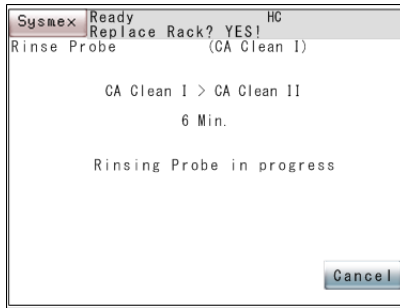 Sysmex Ready HC
Replace Rack? YES!
Rinse Probe (CA Clean I)
CA Clean I > CA Clean II
6 Min.
Rinsing Probe in progress
Cancel